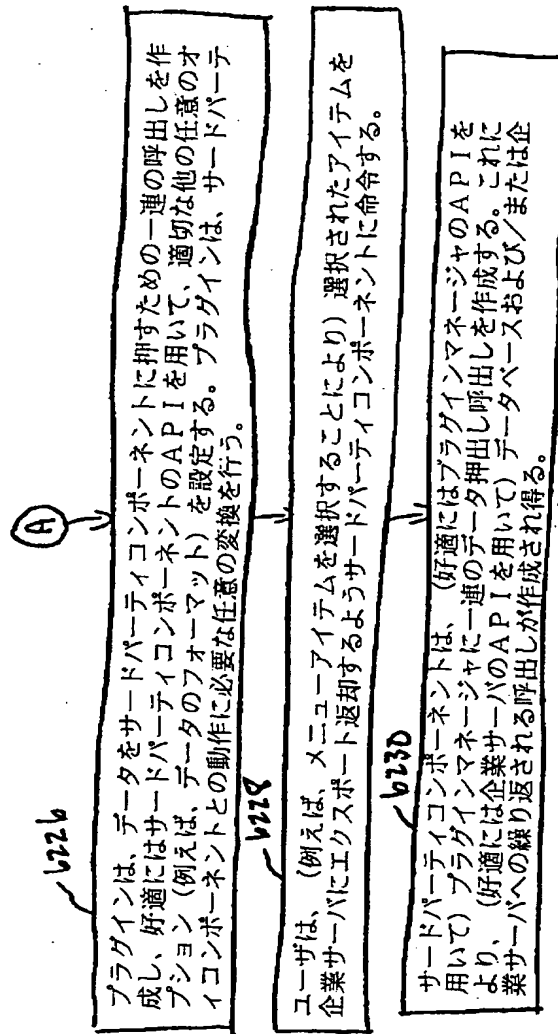 A
6226
プラグインは、データをサードパーティコンポーネントに押すための一連の呼出しを作
成し、好適にはサードパーティコンポーネントのAPIを用いて、適切な他の任意のオ
プション（例えば、データのフォーマット）を設定する。プラグインは、サードパーテ
ィコンポーネントとの動作に必要な任意の変換を行う。
6228
ユーザは、（例えば、メニューアイテムを選択することにより）選択されたアイテムを
企業サーバにエクスポート返却するようサードパーティコンポーネントに命令する。
6230
サードパーティコンポーネントは、（好適にはプラグインマネージャのAPIを
用いて）プラグインマネージャに一連のデータ押出し呼出しを作成する。これに
より、（好適には企業サーバのAPIを用いて）データベースおよび／または企
業サーバへの繰り返される呼出しが作成され得る。